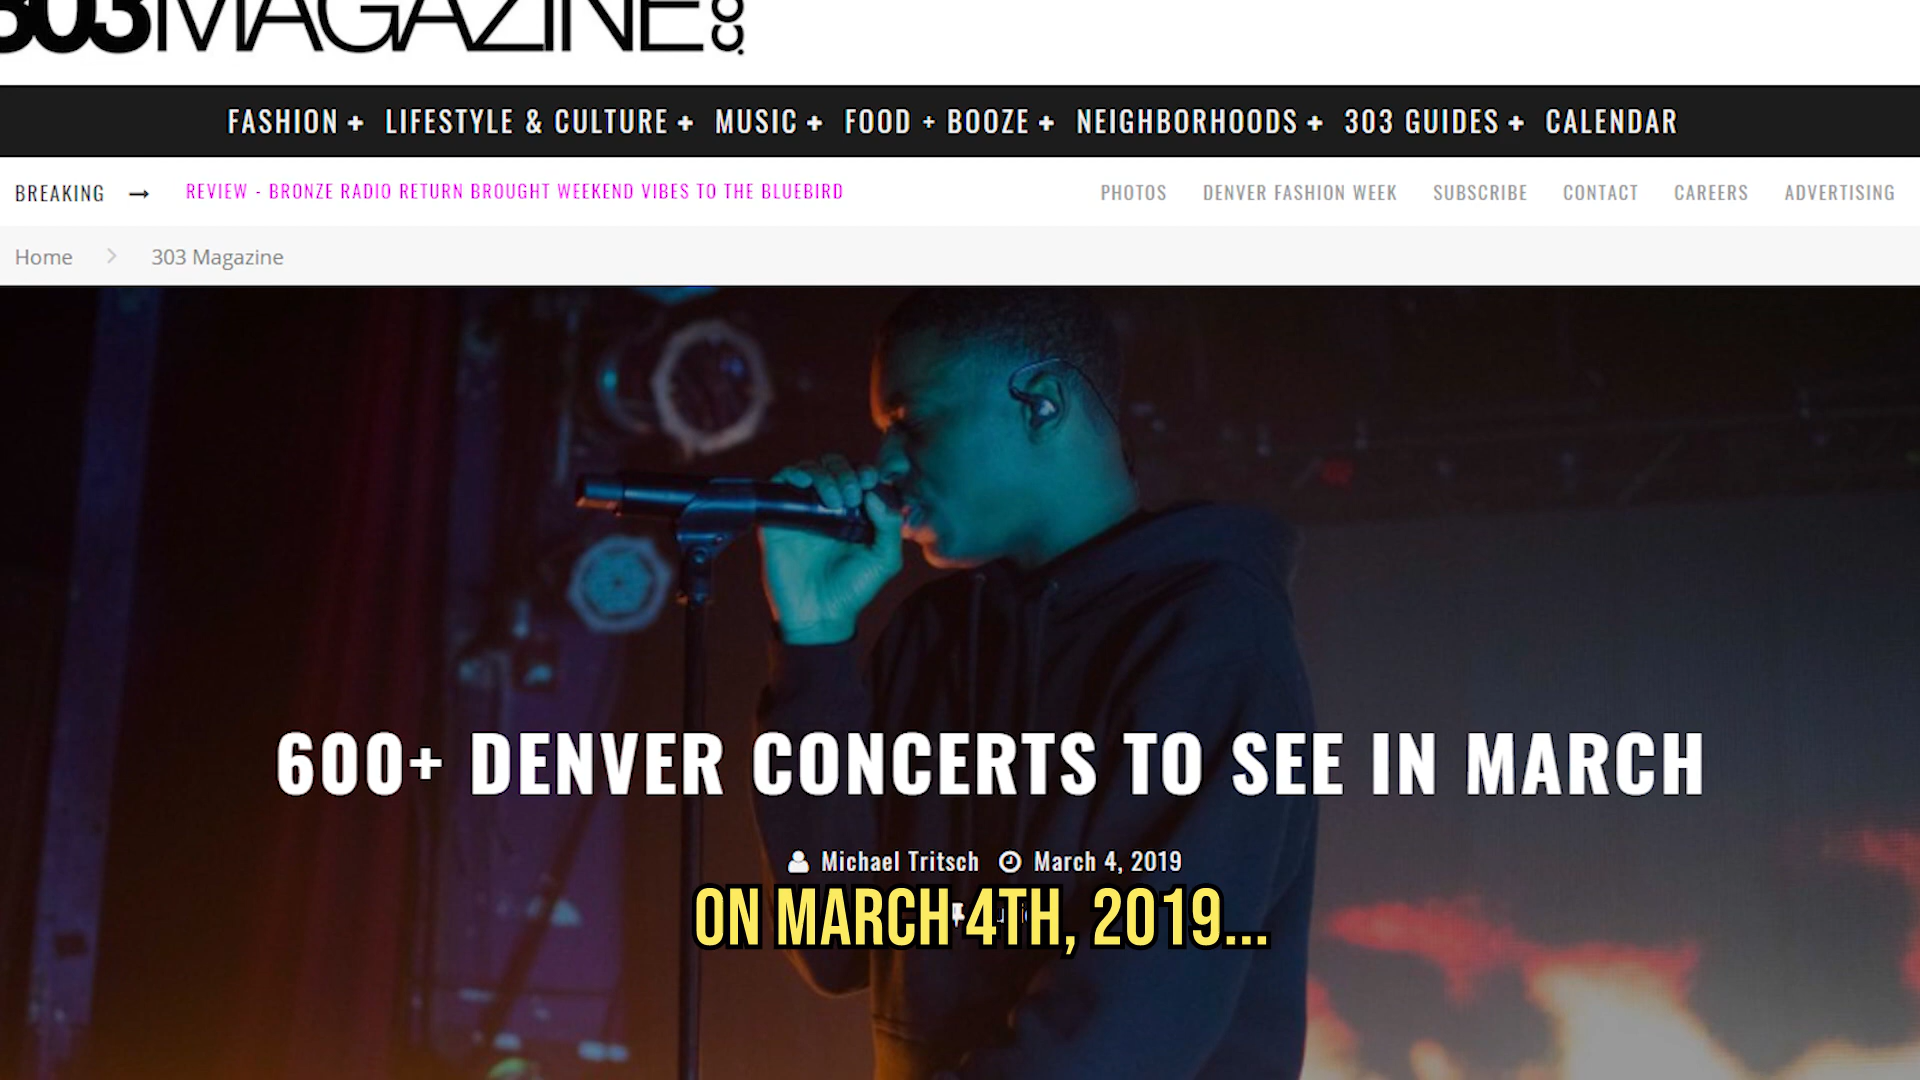 303MAGAZINE.CO
FASHION + LIFESTYLE & CULTURE + MUSIC + FOOD + BOOZE + NEIGHBORHOODS + 303 GUIDES + CALENDAR
BREAKING → REVIEW - BRONZE RADIO RETURN BROUGHT WEEKEND VIBES TO THE BLUEBIRD PHOTOS DENVER FASHION WEEK SUBSCRIBE CONTACT CAREERS ADVERTISING
Home > 303 Magazine
600+ DENVER CONCERTS TO SEE IN MARCH
Michael Tritsch March 4, 2019
ON MARCH 4TH, 2019...